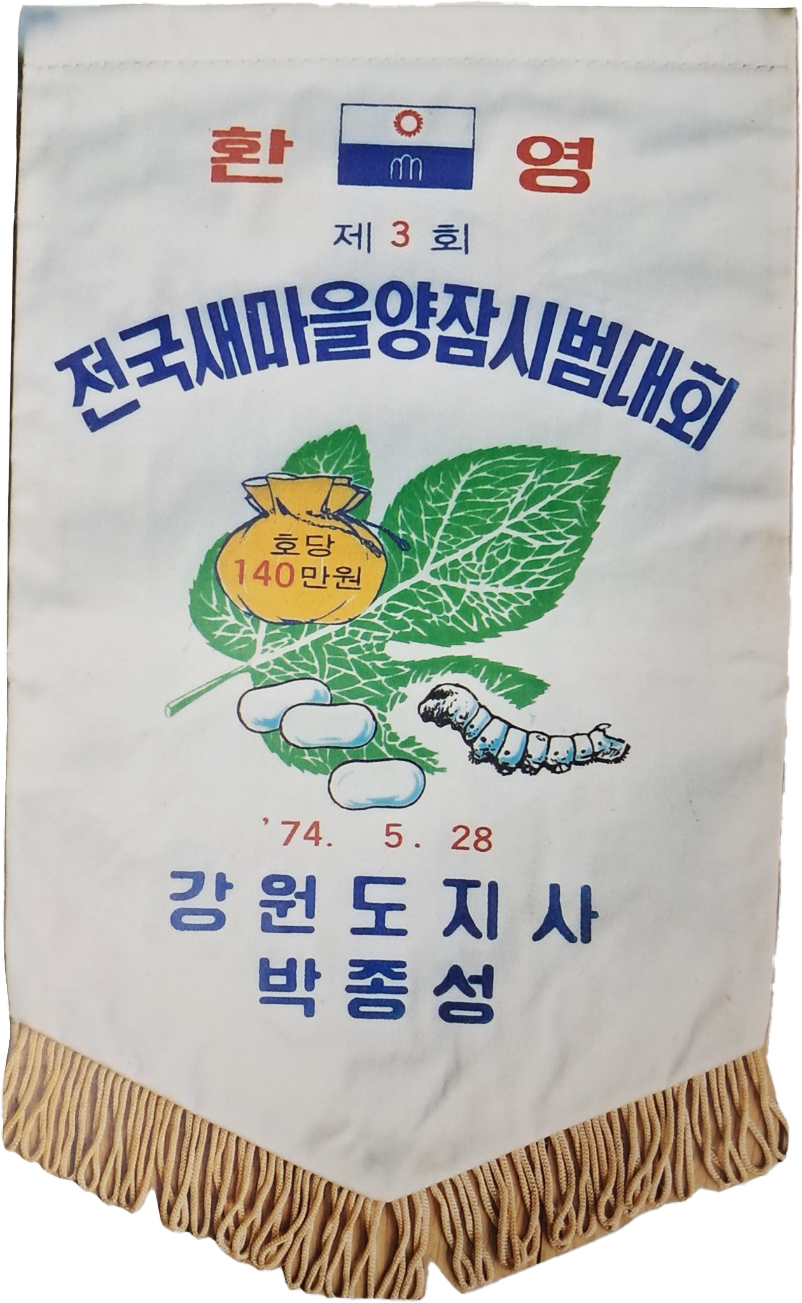 환 영
제 3 회
전국새마을양잠시범대회
호당
140만원
'74. 5. 28
강원도지사
박종성